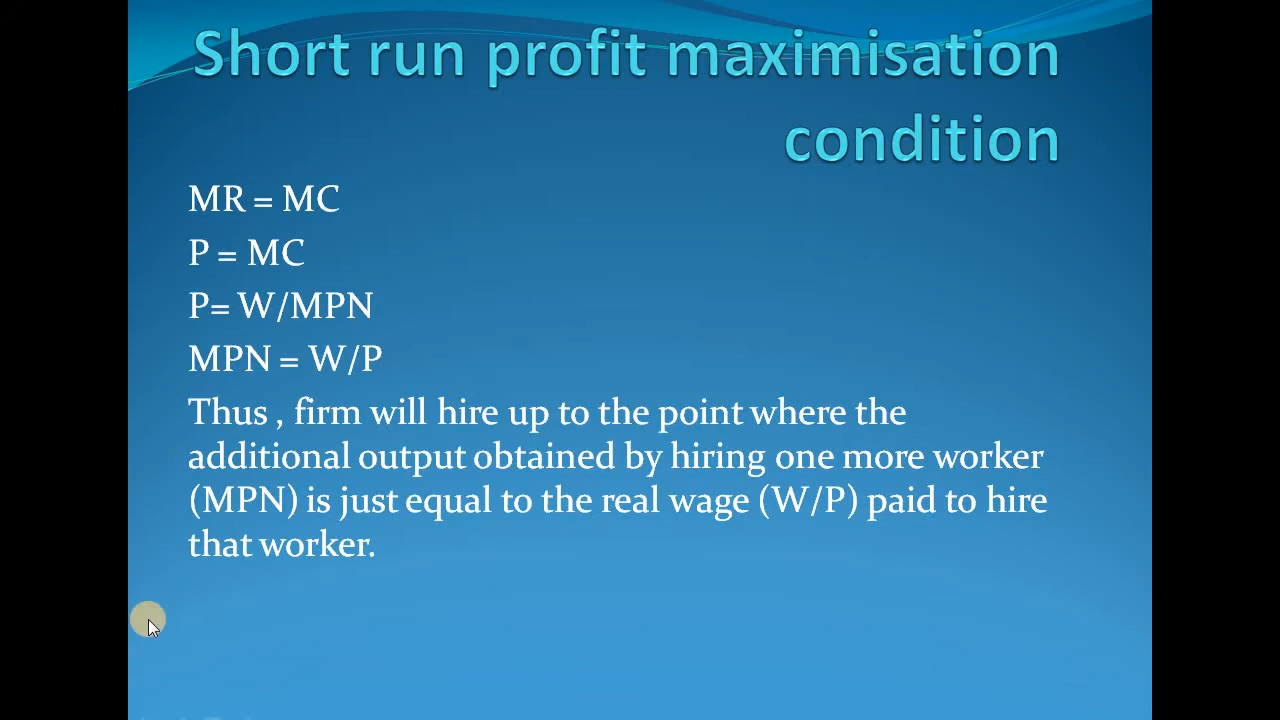 Short run profit maximisation
condition
MR = MC
P = MC
P= W/MPN
MPN = W/P
Thus , firm will hire up to the point where the
additional output obtained by hiring one more worker
(MPN) is just equal to the real wage (W/P) paid to hire
that worker.